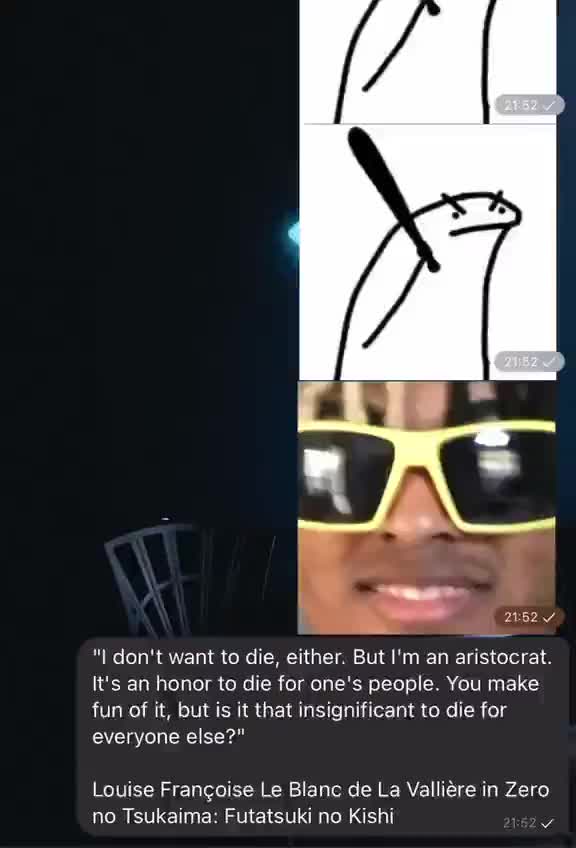 21:52
21:52
21:52
"I don't want to die, either. But I'm an aristocrat.
It's an honor to die for one's people. You make
fun of it, but is it that insignificant to die for
everyone else?"
Louise Françoise Le Blanc de La Vallière in Zero
no Tsukaima: Futatsuki no Kishi
21:52